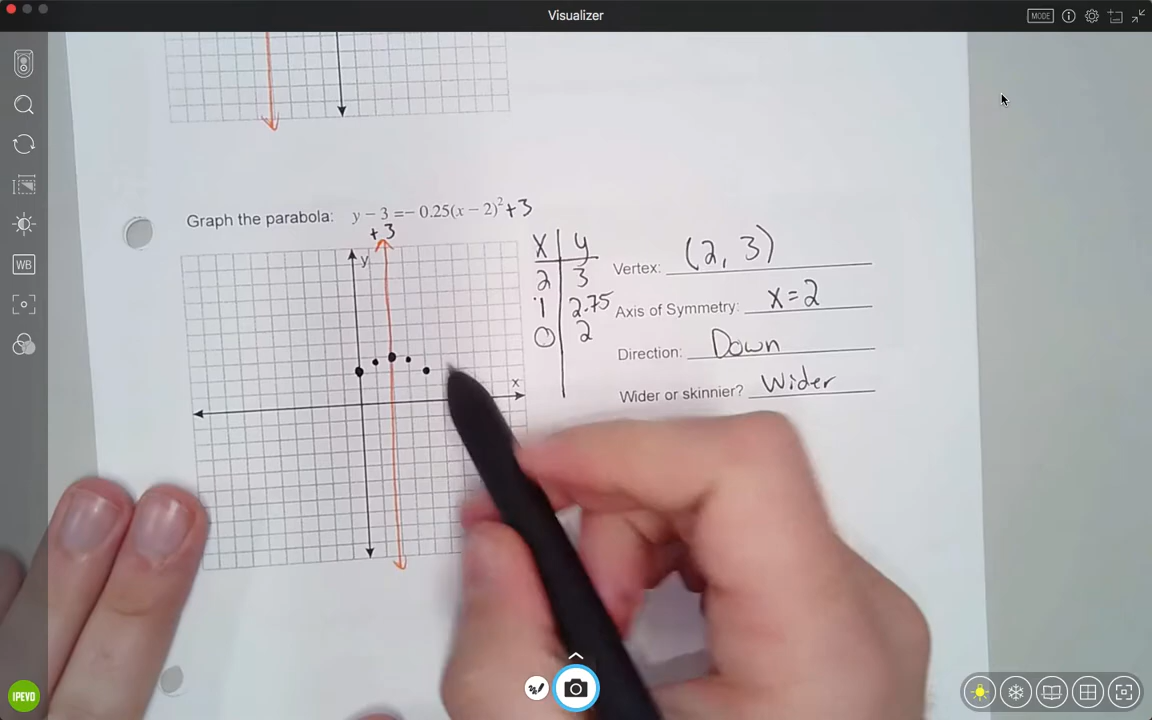 Visualizer
MODE
WB
Graph the parabola: y − 3 = − 0.25(x − 2)² + 3
+ 3
y
x
X | y
2 | 3
1 | 2.75
0 | 2
Vertex: (2, 3)
Axis of Symmetry: x = 2
Direction: Down
Wider or skinnier? Wider
IPEVO